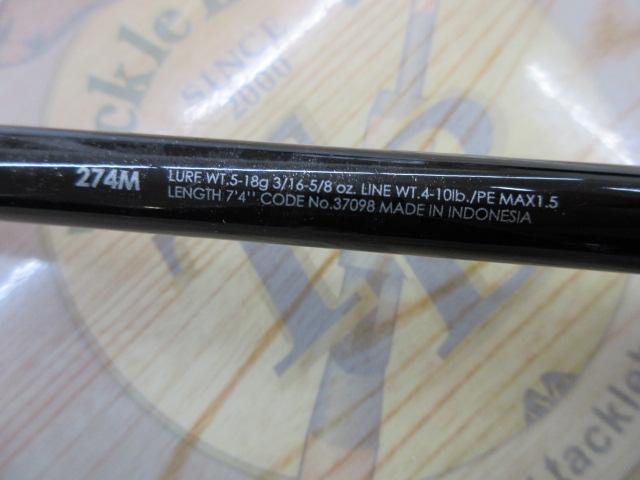 ackle
SINCE
2000
274M
LURE WT.5-18g 3/16-5/8 oz. LINE WT.4-10lb./PE MAX1.5
LENGTH 7'4'' CODE No.37098 MADE IN INDONESIA
tackle